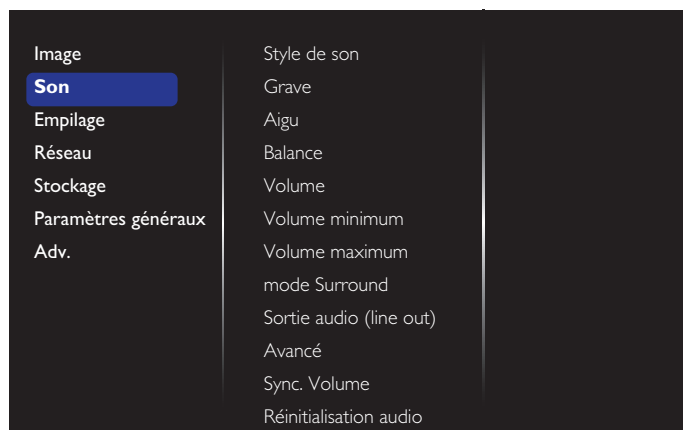 Image
Son
Empilage
Réseau
Stockage
Paramètres généraux
Adv.
Style de son
Grave
Aigu
Balance
Volume
Volume minimum
Volume maximum
mode Surround
Sortie audio (line out)
Avancé
Sync. Volume
Réinitialisation audio